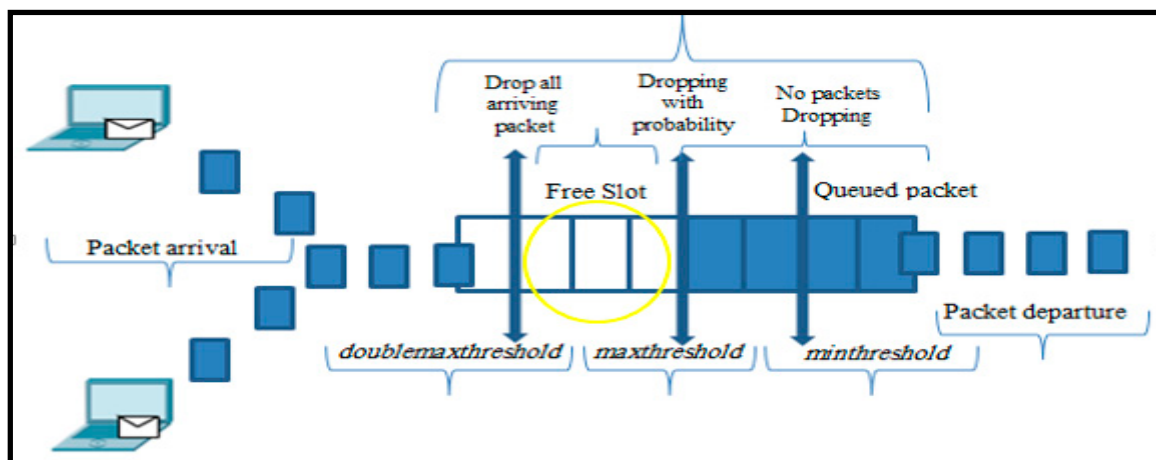 Drop all
arriving
packet
Dropping
with
probability
No packets
Dropping
Free Slot
Queued packet
Packet arrival
Packet departure
doublemaxthreshold
maxthreshold
minthreshold